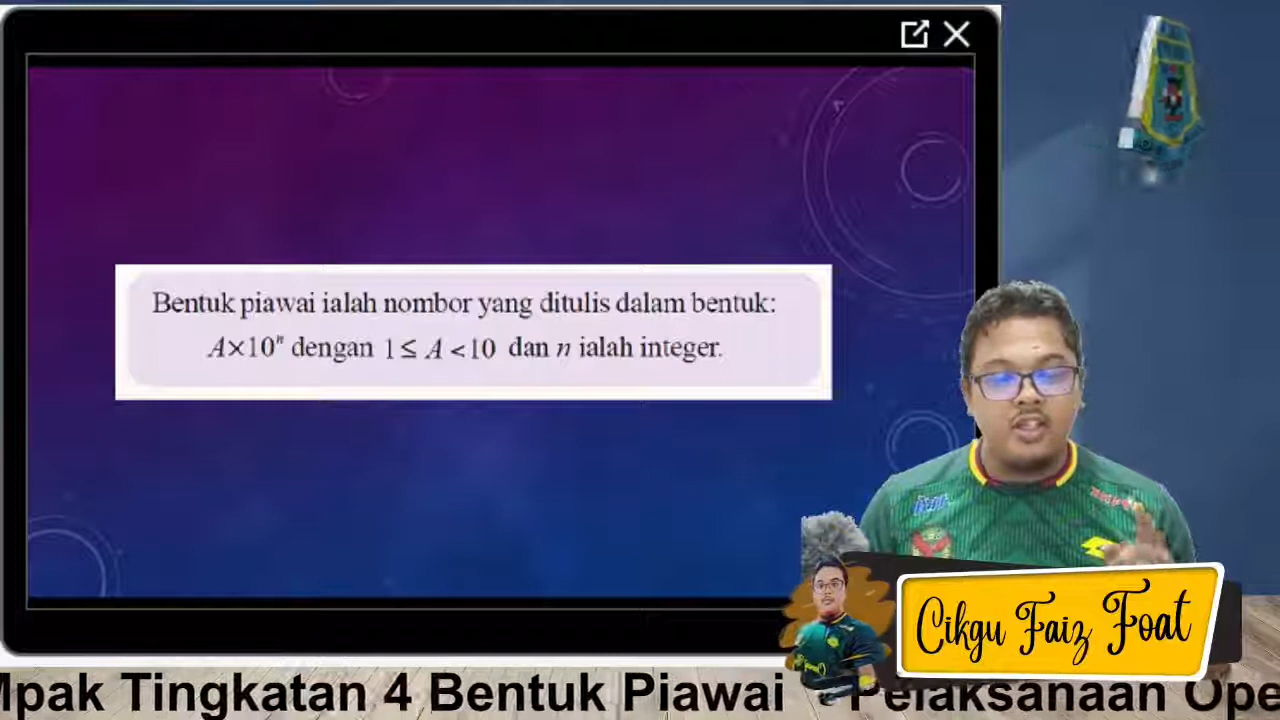 Bentuk piawai ialah nombor yang ditulis dalam bentuk:
A×10ⁿ dengan 1 ≤ A < 10 dan n ialah integer.
Cikgu Faiz Foat
Tingkatan 4 Bentuk Piawai